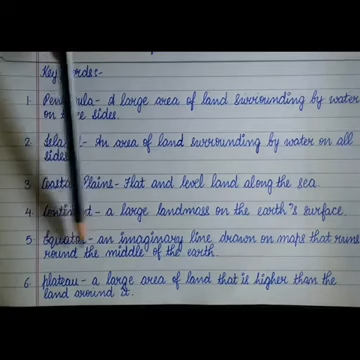 Key Words:-
1. Peninsula- A large area of land surrounding by water
on three sides.
2. Island- An area of land surrounding by water on all
sides
3. Coastal Plains- Flat and level land along the sea.
4. Continent- a large landmass on the earth's surface.
5. Equator- an imaginary line drawn on maps that runs
round the middle of the earth.
6. plateau- a large area of land that is higher than the
land around it.